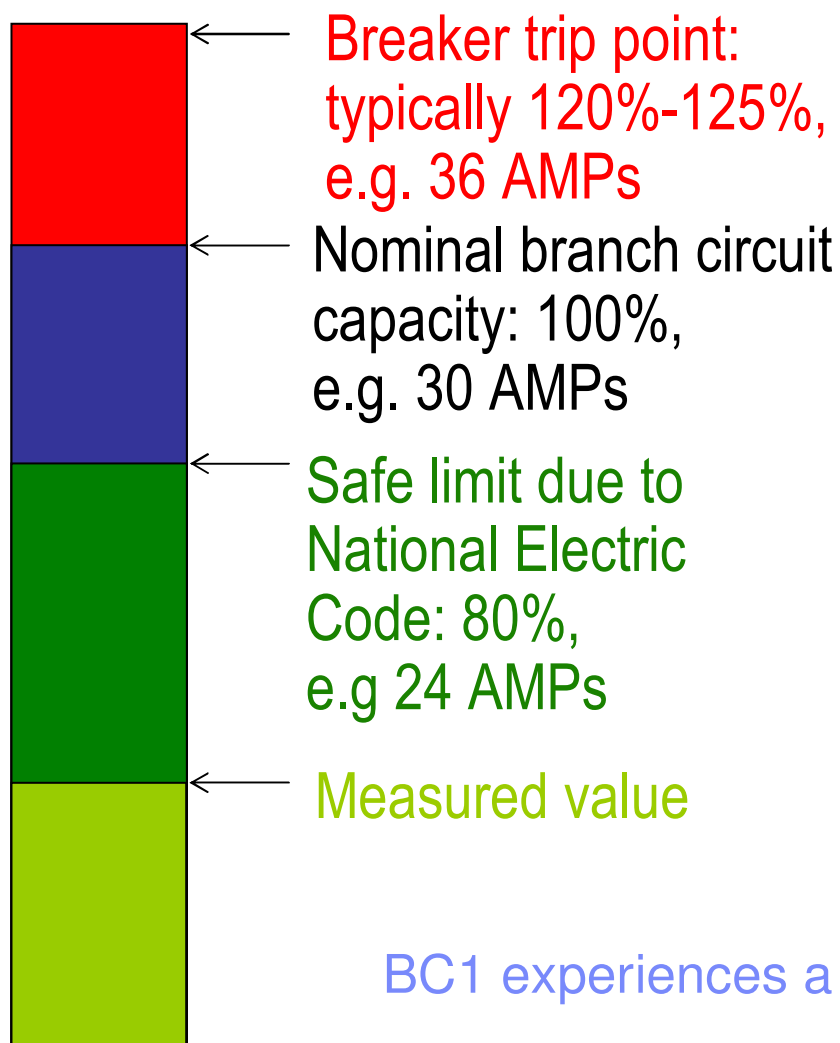 Breaker trip point:
typically 120%-125%,
e.g. 36 AMPs
Nominal branch circuit
capacity: 100%,
e.g. 30 AMPs
Safe limit due to
National Electric
Code: 80%,
e.g 24 AMPs
Measured value
BC1 experiences a